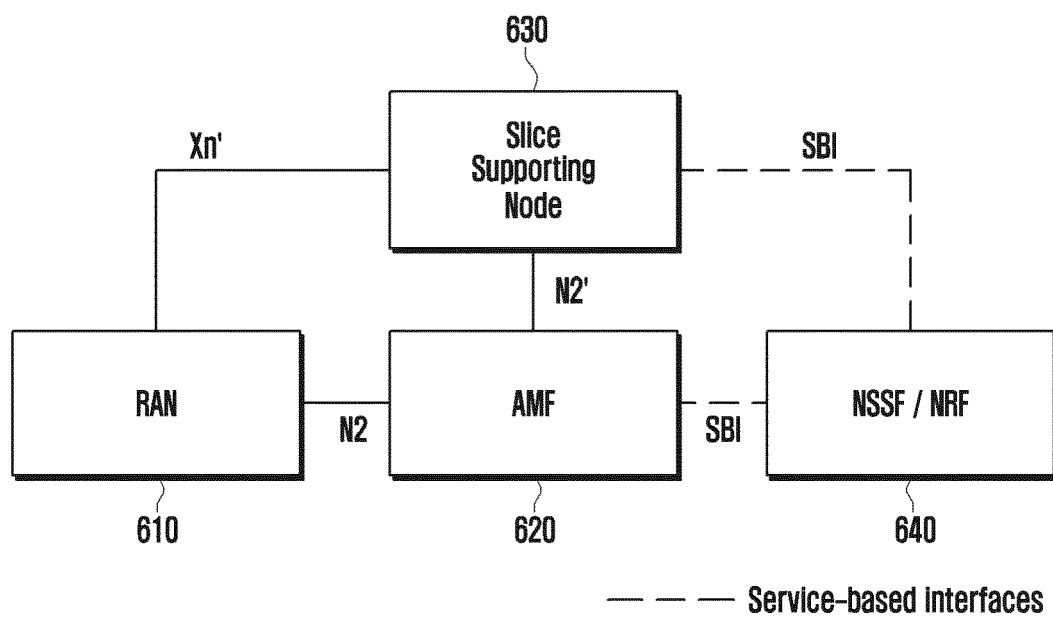 630
Slice
Supporting
Node
Xn'
SBI
N2'
RAN
AMF
NSSF / NRF
N2
SBI
610
620
640
Service-based interfaces